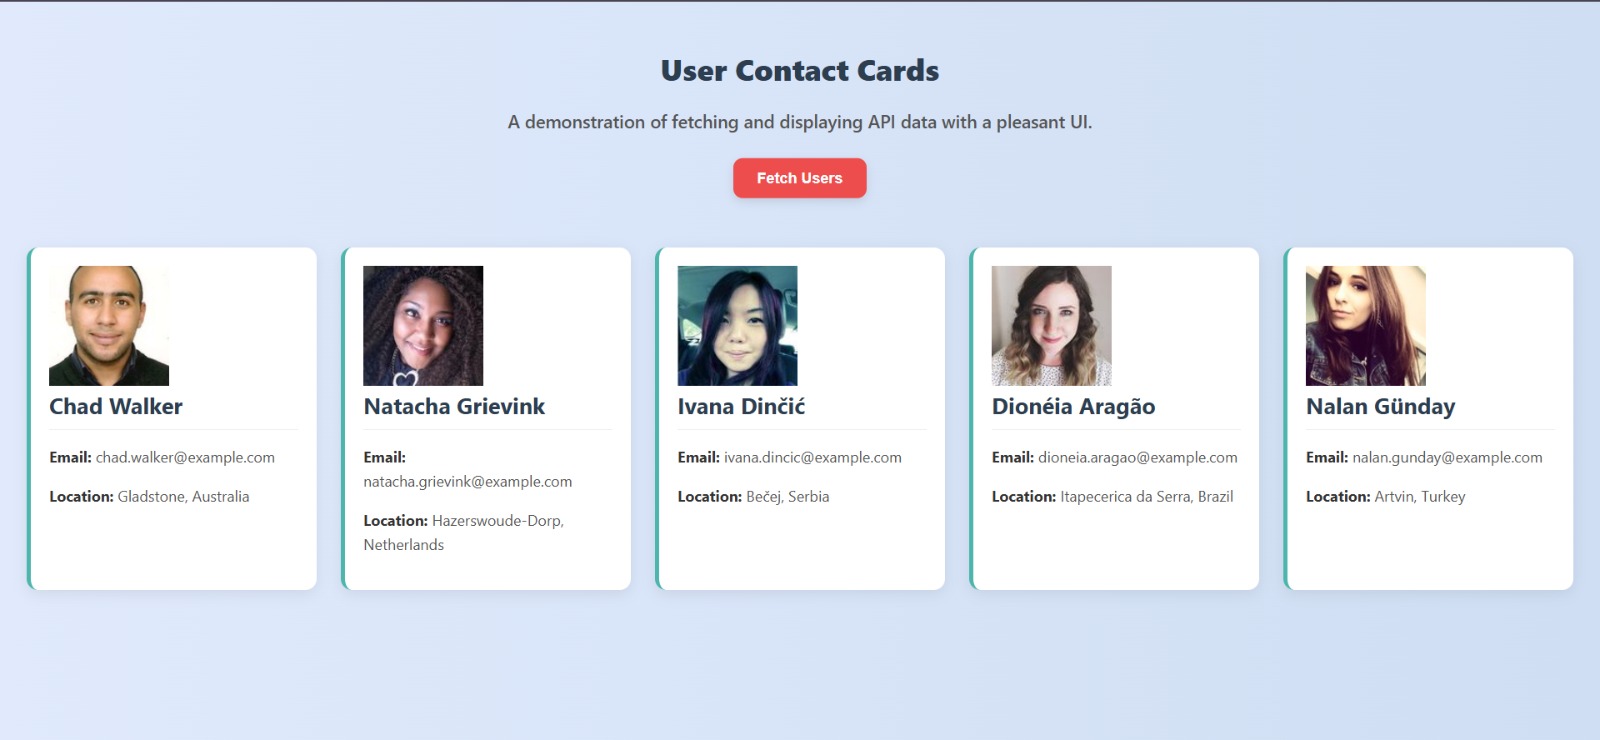 User Contact Cards
A demonstration of fetching and displaying API data with a pleasant UI.
Fetch Users
Chad Walker
Email: chad.walker@example.com
Location: Gladstone, Australia
Natacha Grievink
Email:
natacha.grievink@example.com
Location: Hazerswoude-Dorp,
Netherlands
Ivana Dinčić
Email: ivana.dincic@example.com
Location: Bečej, Serbia
Dionéia Aragão
Email: dioneia.aragao@example.com
Location: Itapecerica da Serra, Brazil
Nalan Günday
Email: nalan.gunday@example.com
Location: Artvin, Turkey